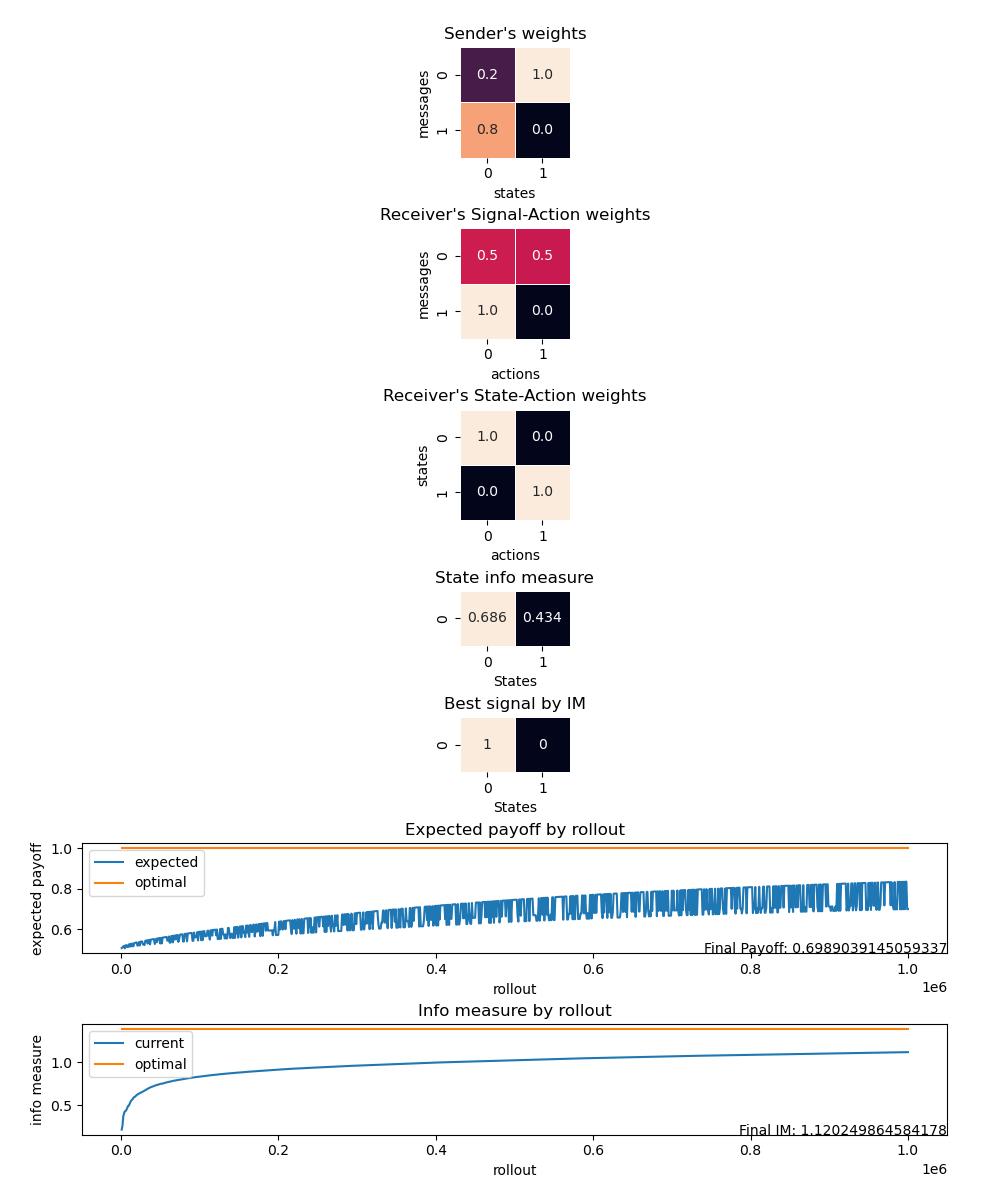 Sender's weights
messages
0
0.2 1.0
1
0.8 0.0
0 1
states
Receiver's Signal-Action weights
messages
0
0.5 0.5
1
1.0 0.0
0 1
actions
Receiver's State-Action weights
states
0
1.0 0.0
1
0.0 1.0
0 1
actions
State info measure
0
0.686 0.434
0 1
States
Best signal by IM
0
1 0
0 1
States
Expected payoff by rollout
expected payoff
1.0
0.8
0.6
expected
optimal
Final Payoff: 0.6989039145059337
0.0 0.2 0.4 0.6 0.8 1.0
1e6
rollout
Info measure by rollout
info measure
1.0
0.5
current
optimal
Final IM: 1.120249864584178
0.0 0.2 0.4 0.6 0.8 1.0
1e6
rollout